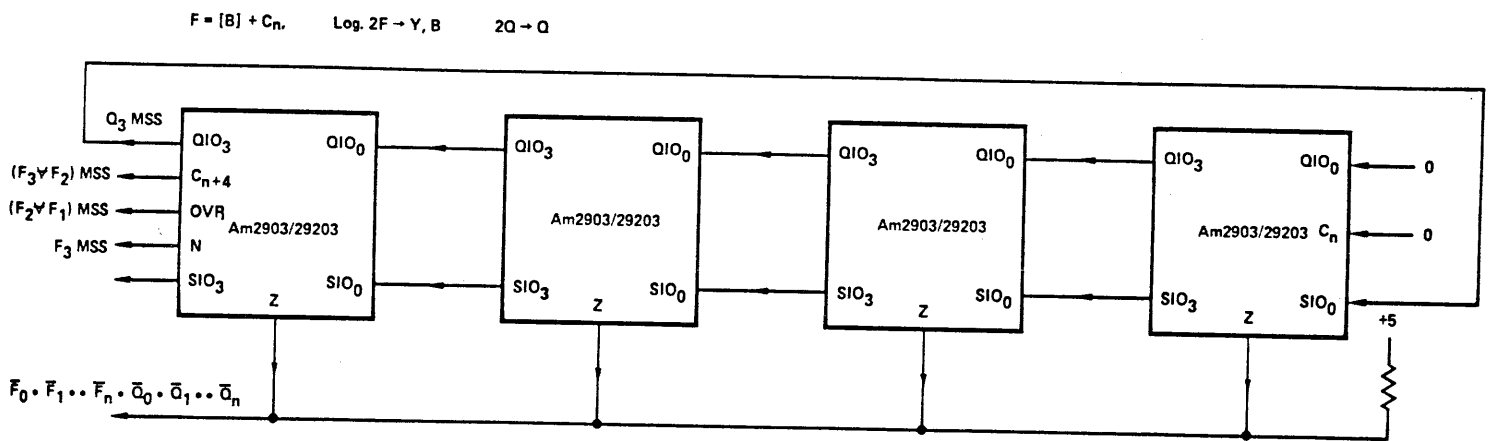 F = [B] + Cn, Log. 2F → Y, B 2Q → Q
Q3 MSS
QIO3 QIO0 QIO3 QIO0 QIO3 QIO0 QIO3 QIO0 0
(F3 ∀ F2) MSS Cn+4
(F2 ∀ F1) MSS OVR Am2903/29203 Am2903/29203 Am2903/29203 Am2903/29203 Cn 0
F3 MSS N
SIO3 SIO0 SIO3 SIO0 SIO3 SIO0 SIO3 SIO0
Z Z Z Z +5
F̅0 • F̅1 • • F̅n • Q̅0 • Q̅1 • • Q̅n